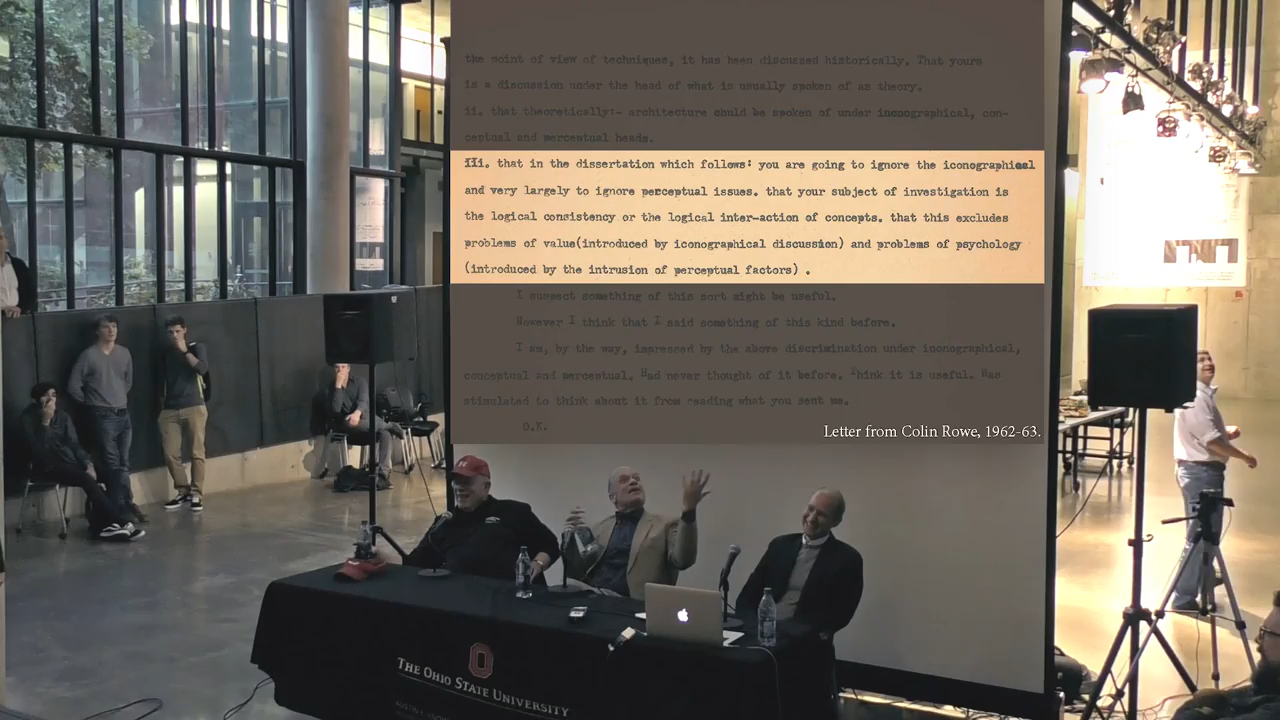 the point of view of techniques, it has been discussed historically. That yours
is a discussion under the head of what is usually spoken of as theory.
ii. that theoretically:- architecture should be spoken of under inconographical, con-
ceptual and perceptual heads.
iii. that in the dissertation which follows: you are going to ignore the iconographical
and very largely to ignore perceptual issues. that your subject of investigation is
the logical consistency or the logical inter-action of concepts. that this excludes
problems of value(introduced by iconographical discussion) and problems of psychology
(introduced by the intrusion of perceptual factors) .
I suspect something of this sort might be useful.
However I think that I said something of this kind before.
I am, by the way, impressed by the above discrimination under inconographical,
conceptual and perceptual. Had never thought of it before. Think it is useful. Was
stimulated to think about it from reading what you sent me.
O.K.
Letter from Colin Rowe, 1962-63.
THE OHIO STATE UNIVERSITY